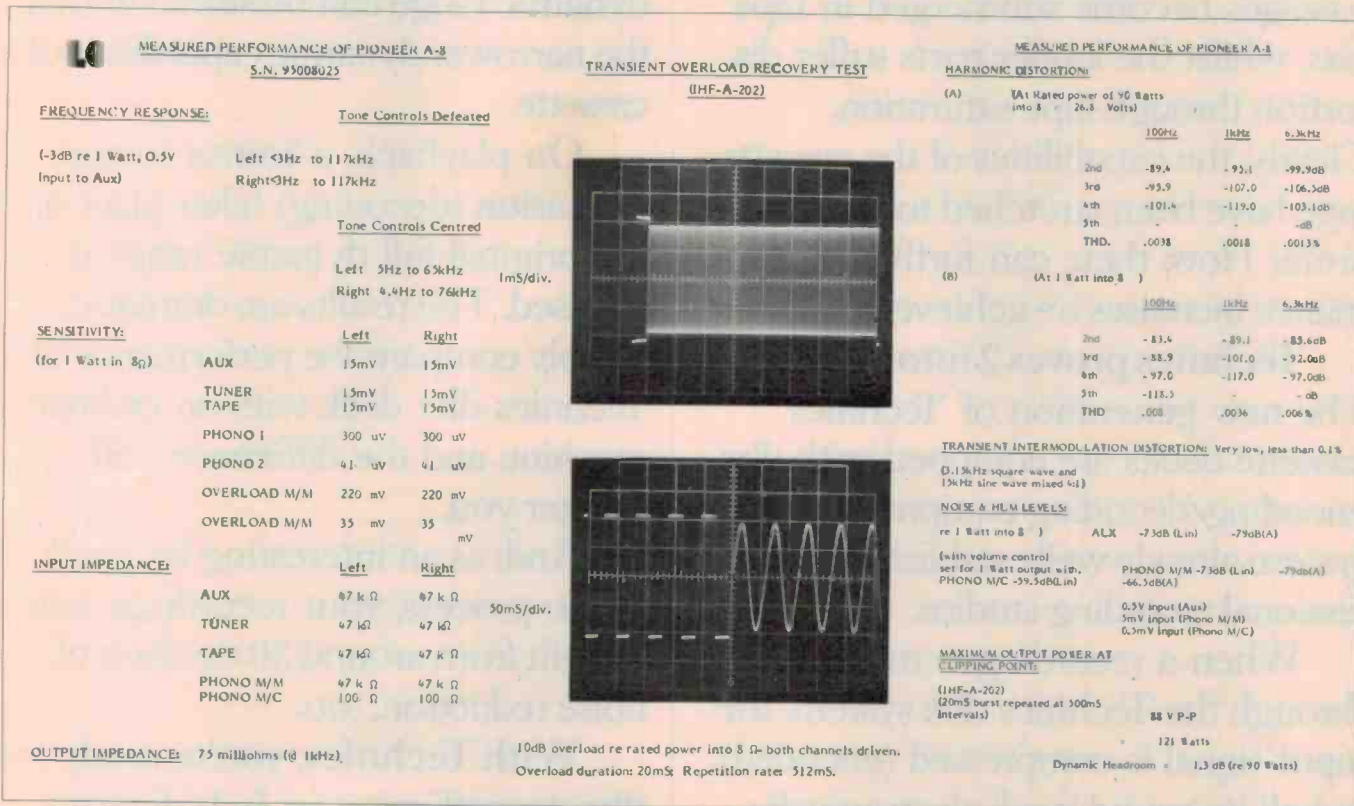 MEASURED PERFORMANCE OF PIONEER A-8
S.N. 95008025
FREQUENCY RESPONSE:
Tone Controls Defeated
(-3dB re 1 Watt, 0.5V
Input to Aux)
Left <3Hz to 117kHz
Right<3Hz to 117kHz
Tone Controls Centred
Left 5Hz to 65kHz
Right 4.4Hz to 76kHz
SENSITIVITY:
Left Right
(for 1 Watt in 8Ω)
AUX 15mV 15mV
TUNER 15mV 15mV
TAPE 15mV 15mV
PHONO 1 300 uV 300 uV
PHONO 2 41. uV 41. uV
OVERLOAD M/M 220 mV 220 mV
OVERLOAD M/M 35 mV 35
mV
INPUT IMPEDANCE:
Left Right
AUX 47 k Ω 47 k Ω
TUNER 47 kΩ 47 kΩ
TAPE 47 kΩ 47 kΩ
PHONO M/M 47 k Ω 47 k Ω
PHONO M/C 100 Ω 100 Ω
OUTPUT IMPEDANCE: 75 milliohms (@ 1kHz)
TRANSIENT OVERLOAD RECOVERY TEST
(IHF-A-202)
1mS/div.
50mS/div.
10dB overload re rated power into 8 Ω- both channels driven.
Overload duration: 20mS; Repetition rate: 512mS.
MEASURED PERFORMANCE OF PIONEER A-8
HARMONIC DISTORTION:
(A) (At Rated power of 90 Watts
into 8 26.8 Volts)
100Hz 1kHz 6.3kHz
2nd -89.4 -95.1 -99.9dB
3rd -95.9 -107.0 -106.5dB
4th -101.4 -119.0 -103.1dB
5th - - -dB
THD. .0038 .0018 .0013%
(B) (At 1 Watt into 8 )
100Hz 1kHz 6.3kHz
2nd -83.4 -89.1 -85.6dB
3rd -88.9 -101.0 -92.0dB
4th -97.0 -117.0 -97.0dB
5th -118.5 - -dB
THD .008 .0036 .006%
TRANSIENT INTERMODULATION DISTORTION: Very low, less than 0.1%
(3.15kHz square wave and
15kHz sine wave mixed 4:1)
NOISE & HUM LEVELS:
re 1 Watt into 8 ) AUX -73dB (Lin) -79dB(A)
(with volume control
set for 1 Watt output with. PHONO M/M -73dB (Lin) -79dB(A)
PHONO M/C -59.5dB(Lin) -66.5dB(A)
0.5V input (Aux)
5mV input (Phono M/M)
0.5mV input (Phono M/C)
MAXIMUM OUTPUT POWER AT
CLIPPING POINT:
(IHF-A-202)
(20mS burst repeated at 500mS
intervals)
88 V P-P
121 Watts
Dynamic Headroom - 1.3 dB (re 90 Watts)